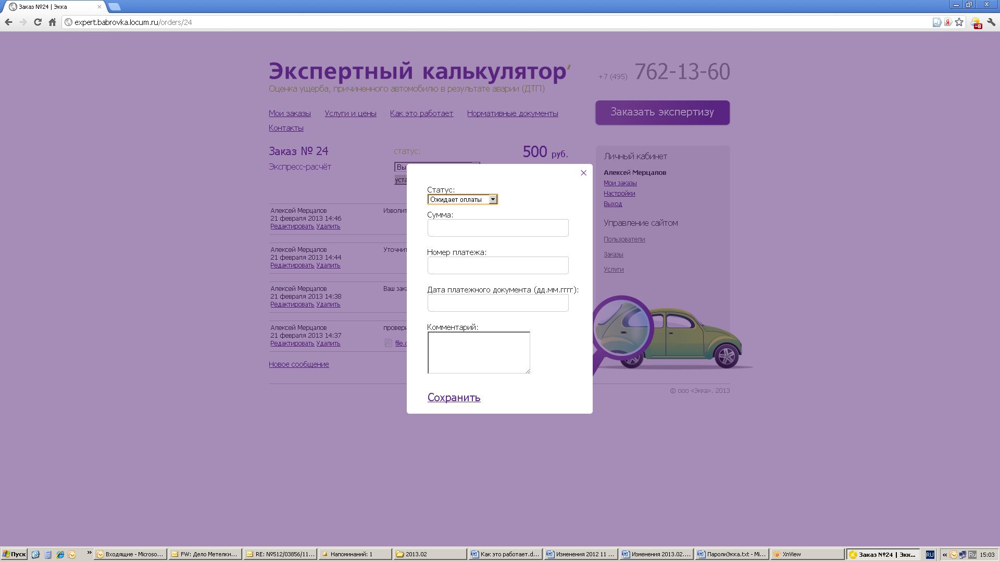 Заказ №24 | Экка
expert.babrovka.locum.ru/orders/24
-8
Экспертный калькулятор
Оценка ущерба, причиненного автомобилю в результате аварии (ДТП)
+7 (495) 762-13-60
Мои заказы Услуги и цены Как это работает Нормативные документы
Контакты
Заказать экспертизу
Заказ № 24
Экспресс-расчёт
статус:
500 руб.
Вы
уста
Алексей Мерцалов
21 февраля 2013 14:46
Редактировать Удалить
Изволит
Алексей Мерцалов
21 февраля 2013 14:44
Редактировать Удалить
Уточнит
Алексей Мерцалов
21 февраля 2013 14:38
Редактировать Удалить
Ваш зака
Алексей Мерцалов
21 февраля 2013 14:37
Редактировать Удалить
провери
file.d
Новое сообщение
Статус:
Ожидает оплаты
Сумма:
Номер платежа:
Дата платежного документа (дд.мм.гггг):
Комментарий:
Сохранить
Личный кабинет
Алексей Мерцалов
Мои заказы
Настройки
Выход
Управление сайтом
Пользователи
Заказы
Услуги
© ооо «Экка». 2013
Пуск
Входящие - Microso...
FW: Дело Метелки...
RE: №512/03856/11...
Напоминаний: 1
2013.02
Как это работает.d...
Изменения 2012 11 ...
Изменения 2013.02....
ПаролиЭкка.txt - Mi...
XnView
Заказ №24 | Экк...
RU
Ru
15:03